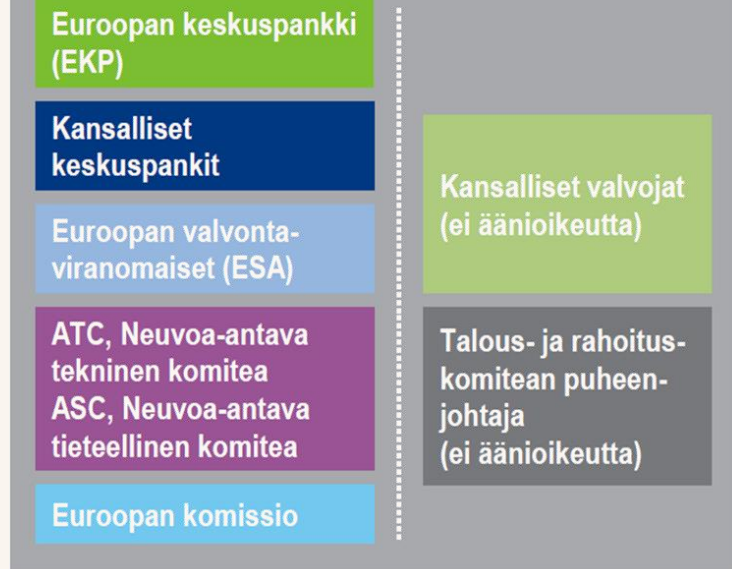 Euroopan keskuspankki
(EKP)
Kansalliset
keskuspankit
Euroopan valvonta-
viranomaiset (ESA)
ATC, Neuvoa-antava
tekninen komitea
ASC, Neuvoa-antava
tieteellinen komitea
Euroopan komissio
Kansalliset valvojat
(ei äänioikeutta)
Talous- ja rahoitus-
komitean puheen-
johtaja
(ei äänioikeutta)